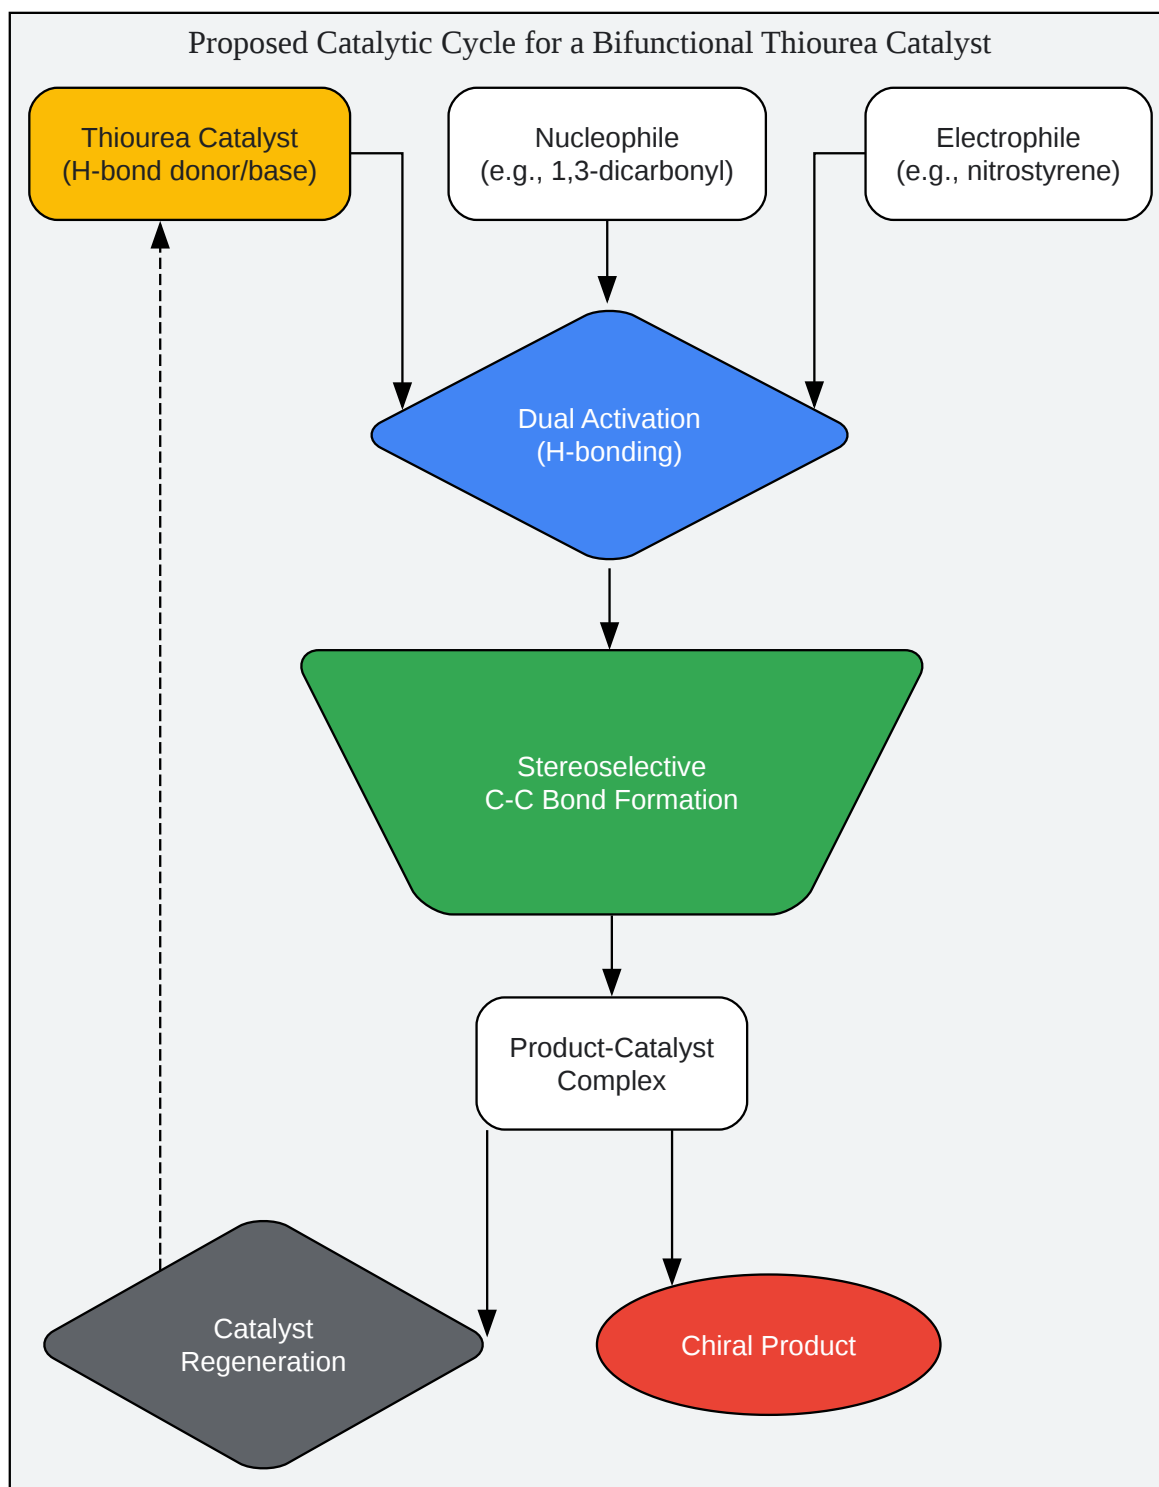 Proposed Catalytic Cycle for a Bifunctional Thiourea Catalyst
Thiourea Catalyst
(H-bond donor/base)
Nucleophile
(e.g., 1,3-dicarbonyl)
Electrophile
(e.g., nitrostyrene)
Dual Activation
(H-bonding)
Stereoselective
C-C Bond Formation
Product-Catalyst
Complex
Catalyst
Regeneration
Chiral Product